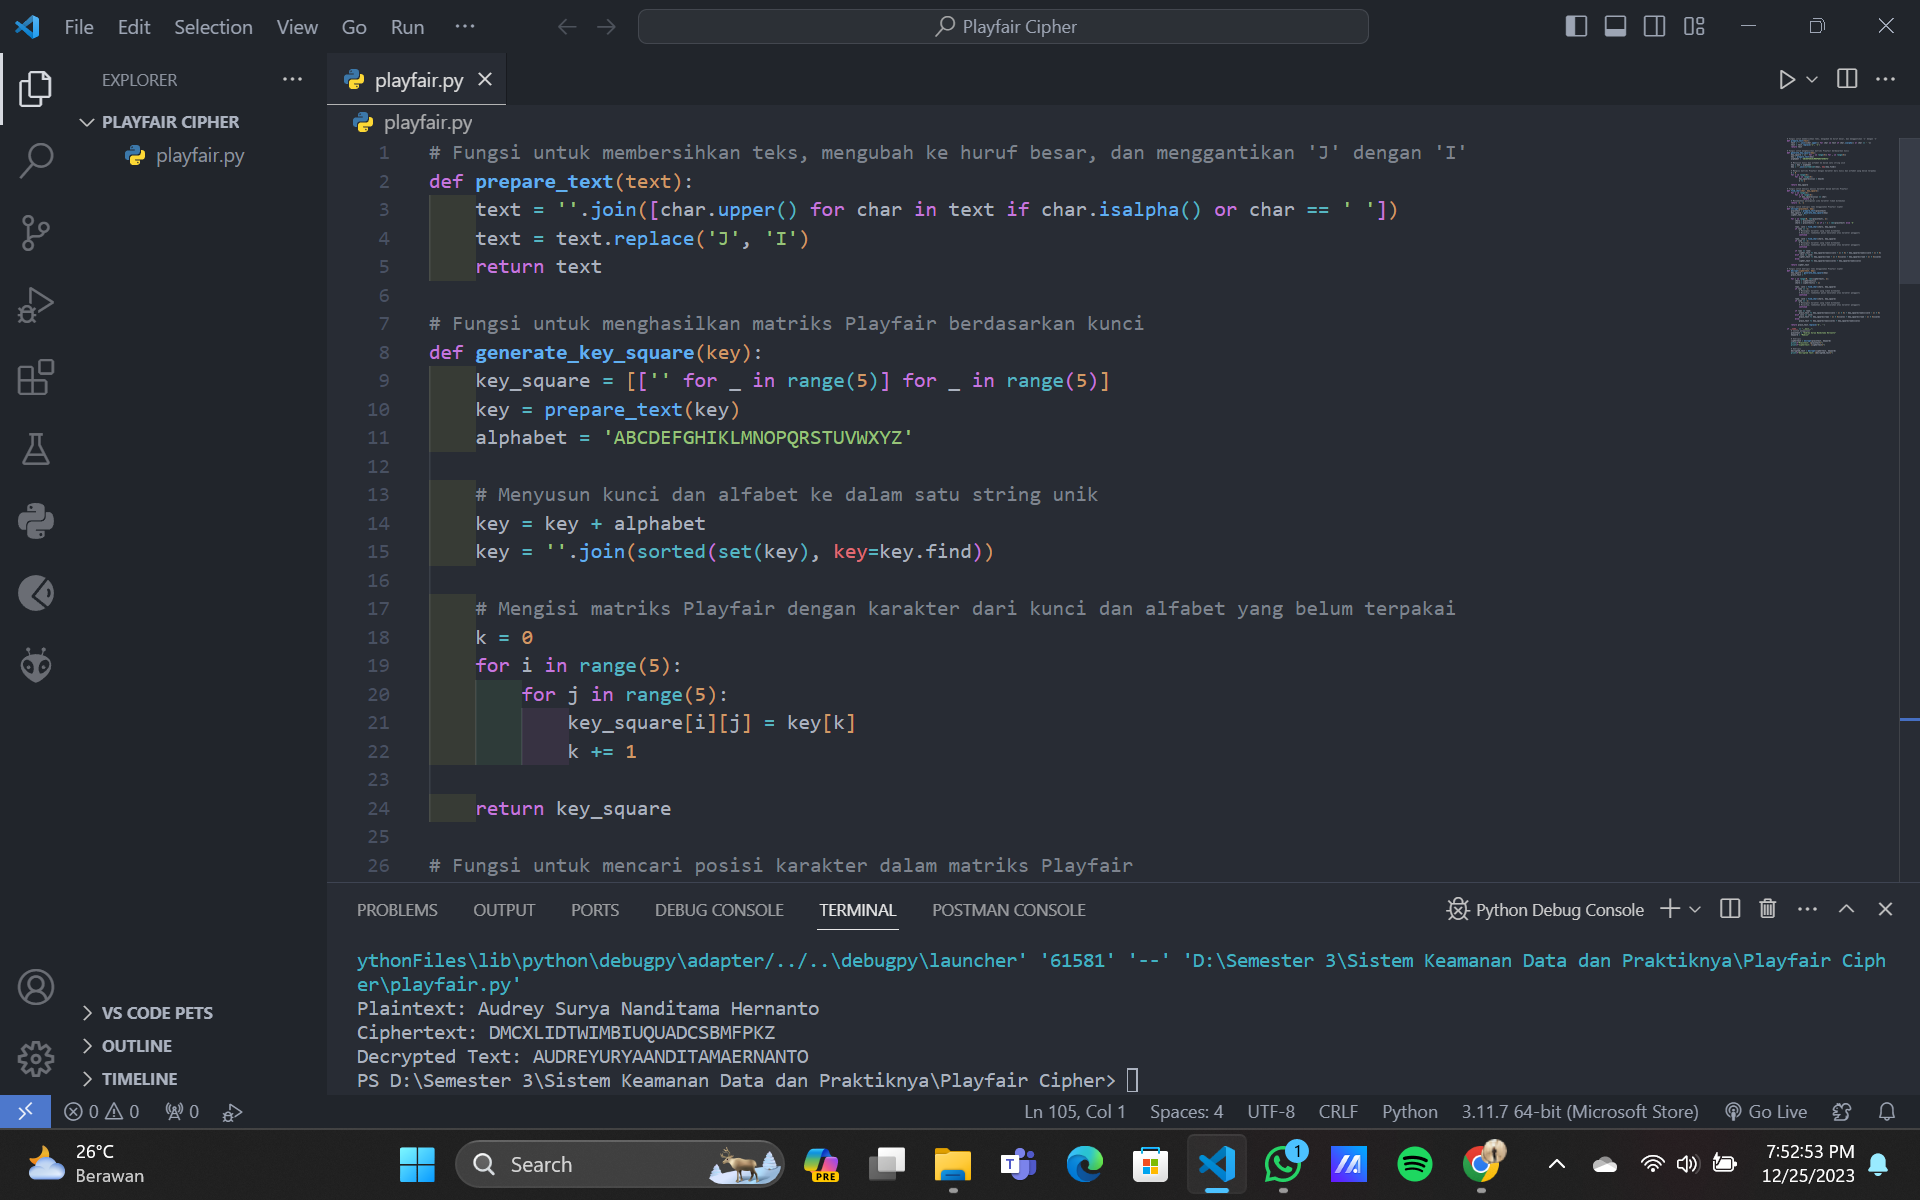 File Edit Selection View Go Run ···
Playfair Cipher
EXPLORER
PLAYFAIR CIPHER
playfair.py
playfair.py
playfair.py
1 # Fungsi untuk membersihkan teks, mengubah ke huruf besar, dan menggantikan 'J' dengan 'I'
2 def prepare_text(text):
3 text = ''.join([char.upper() for char in text if char.isalpha() or char == ' '])
4 text = text.replace('J', 'I')
5 return text
6
7 # Fungsi untuk menghasilkan matriks Playfair berdasarkan kunci
8 def generate_key_square(key):
9 key_square = [['' for _ in range(5)] for _ in range(5)]
10 key = prepare_text(key)
11 alphabet = 'ABCDEFGHIKLMNOPQRSTUVWXYZ'
12
13 # Menyusun kunci dan alfabet ke dalam satu string unik
14 key = key + alphabet
15 key = ''.join(sorted(set(key), key=key.find))
16
17 # Mengisi matriks Playfair dengan karakter dari kunci dan alfabet yang belum terpakai
18 k = 0
19 for i in range(5):
20 for j in range(5):
21 key_square[i][j] = key[k]
22 k += 1
23
24 return key_square
25
26 # Fungsi untuk mencari posisi karakter dalam matriks Playfair
PROBLEMS OUTPUT PORTS DEBUG CONSOLE TERMINAL POSTMAN CONSOLE
Python Debug Console
ythonFiles\lib\python\debugpy\adapter/../..\debugpy\launcher' '61581' '--' 'D:\Semester 3\Sistem Keamanan Data dan Praktiknya\Playfair Ciph
er\playfair.py'
Plaintext: Audrey Surya Nanditama Hernanto
Ciphertext: DMCXLIDTWIMBIUQUADCSBMFPKZ
Decrypted Text: AUDREYURYAANDITAMAERNANTO
PS D:\Semester 3\Sistem Keamanan Data dan Praktiknya\Playfair Cipher>
VS CODE PETS
OUTLINE
TIMELINE
0 0 0
Ln 105, Col 1 Spaces: 4 UTF-8 CRLF Python 3.11.7 64-bit (Microsoft Store) Go Live
26°C
Berawan
Search
PRE
1
7:52:53 PM
12/25/2023